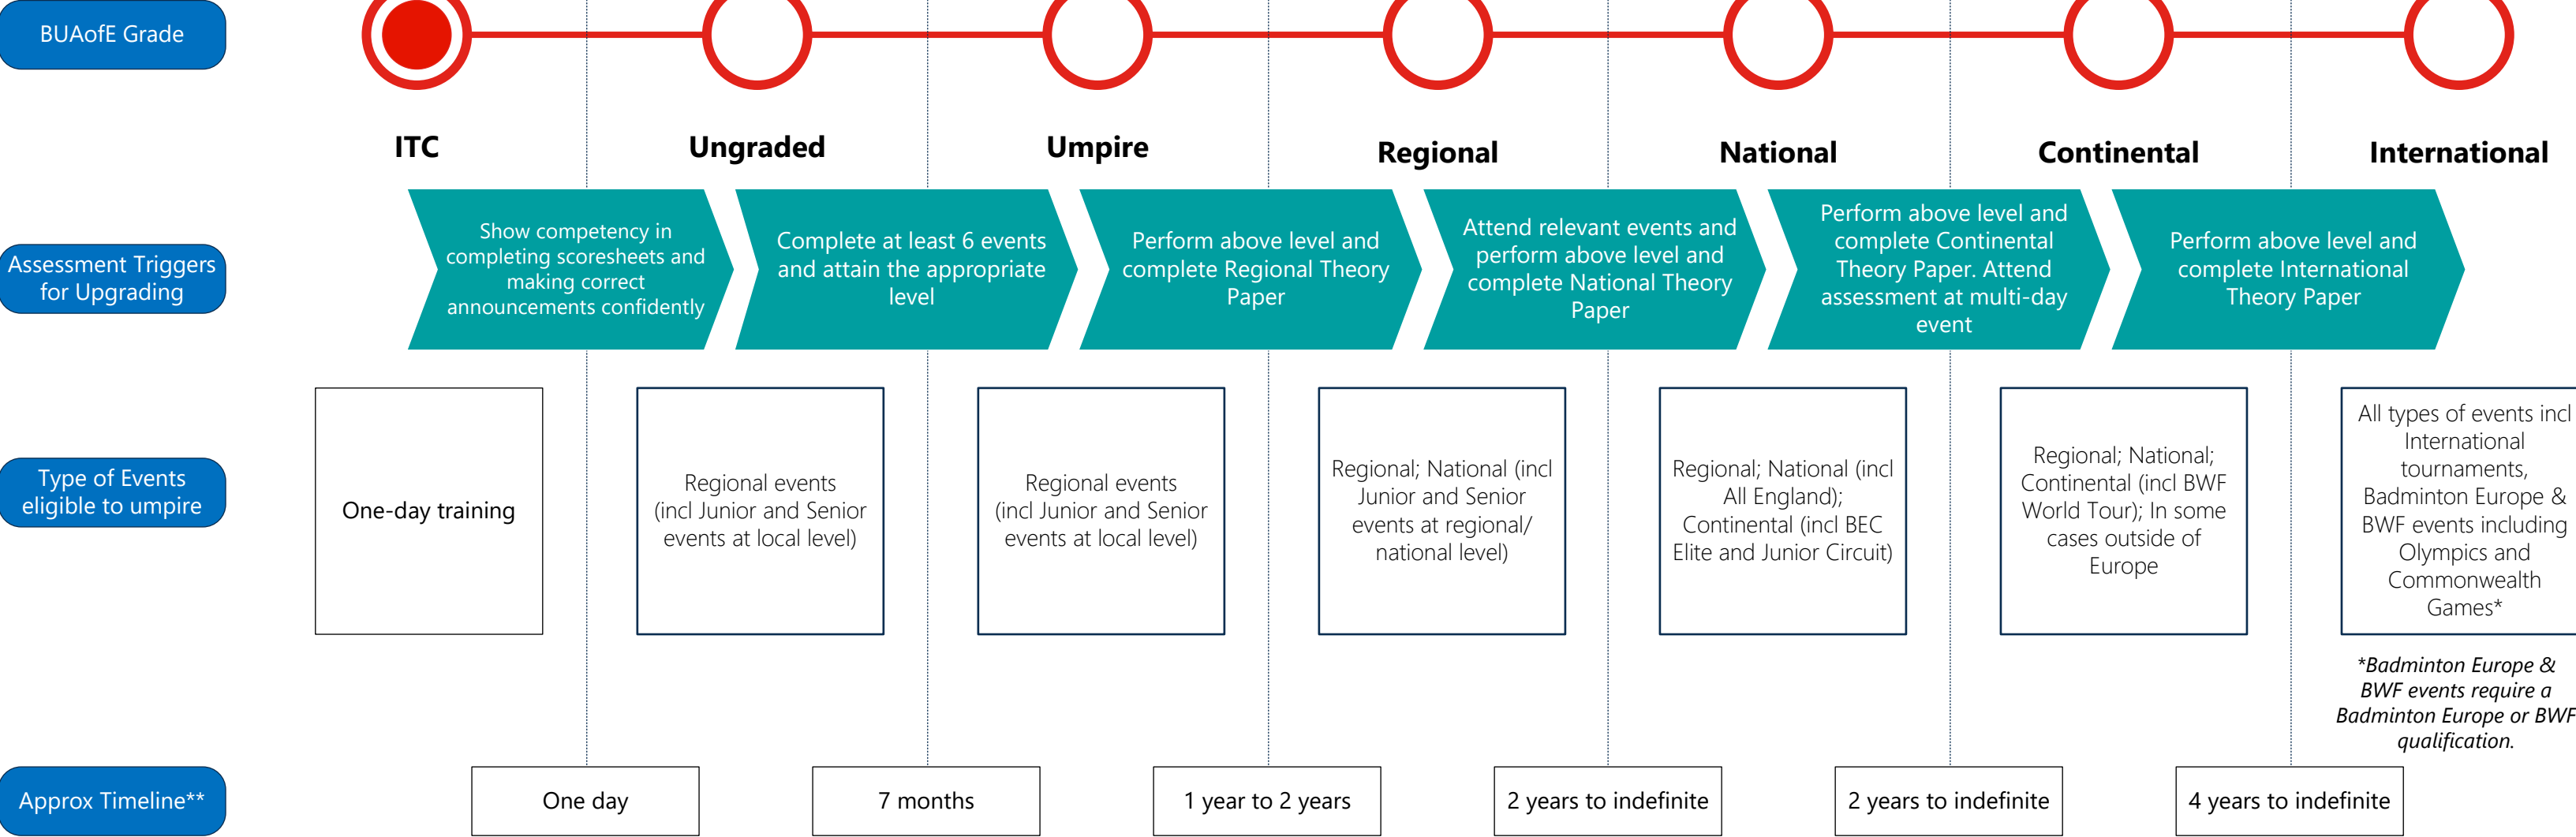 BUAofE Grade
ITC
Ungraded
Umpire
Regional
National
Continental
International
Assessment Triggers
for Upgrading
Show competency in
completing scoresheets and
making correct
announcements confidently
Complete at least 6 events
and attain the appropriate
level
Perform above level and
complete Regional Theory
Paper
Attend relevant events and
perform above level and
complete National Theory
Paper
Perform above level and
complete Continental
Theory Paper. Attend
assessment at multi-day
event
Perform above level and
complete International
Theory Paper
Type of Events
eligible to umpire
One-day training
Regional events
(incl Junior and Senior
events at local level)
Regional events
(incl Junior and Senior
events at local level)
Regional; National (incl
Junior and Senior
events at regional/
national level)
Regional; National (incl
All England);
Continental (incl BEC
Elite and Junior Circuit)
Regional; National;
Continental (incl BWF
World Tour); In some
cases outside of
Europe
All types of events incl
International
tournaments,
Badminton Europe &
BWF events including
Olympics and
Commonwealth
Games*
*Badminton Europe &
BWF events require a
Badminton Europe or BWF
qualification.
Approx Timeline**
One day
7 months
1 year to 2 years
2 years to indefinite
2 years to indefinite
4 years to indefinite